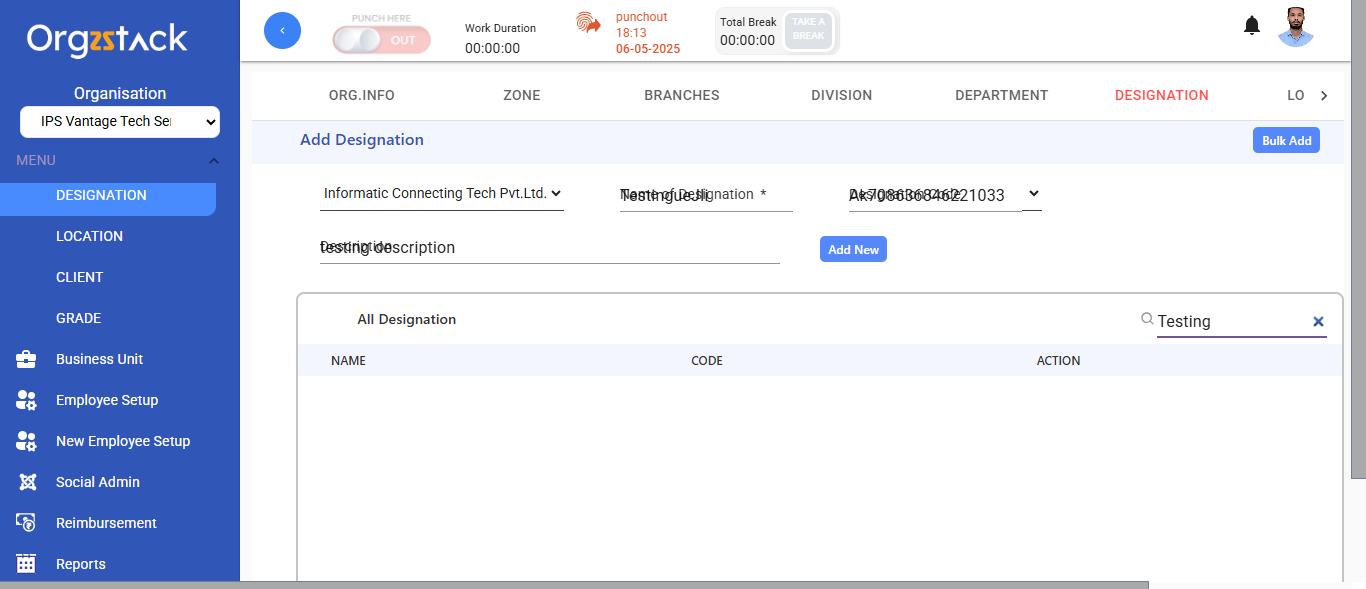 Orgzstack
Organisation
IPS Vantage Tech Ser
MENU
DESIGNATION
LOCATION
CLIENT
GRADE
Business Unit
Employee Setup
New Employee Setup
Social Admin
Reimbursement
Reports
PUNCH HERE
OUT
Work Duration
00:00:00
punchout
18:13
06-05-2025
Total Break
00:00:00
TAKE A
BREAK
ORG.INFO
ZONE
BRANCHES
DIVISION
DEPARTMENT
DESIGNATION
LO
Add Designation
Bulk Add
Informatic Connecting Tech Pvt.Ltd.
Name of Designation *
Designation Code
Ak708636846221033
Description
testing description
Add New
All Designation
Testing
NAME
CODE
ACTION